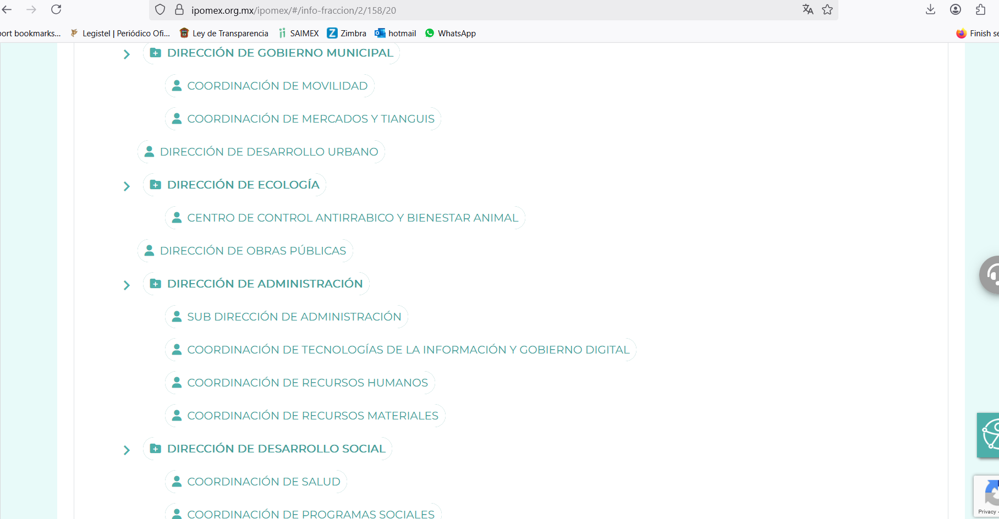 ipomex.org.mx/ipomex/#/info-fraccion/2/158/20
port bookmarks... Legistel | Periódico Ofi... Ley de Transparencia SAIMEX Zimbra hotmail WhatsApp Finish se
DIRECCIÓN DE GOBIERNO MUNICIPAL
COORDINACIÓN DE MOVILIDAD
COORDINACIÓN DE MERCADOS Y TIANGUIS
DIRECCIÓN DE DESARROLLO URBANO
DIRECCIÓN DE ECOLOGÍA
CENTRO DE CONTROL ANTIRRABICO Y BIENESTAR ANIMAL
DIRECCIÓN DE OBRAS PÚBLICAS
DIRECCIÓN DE ADMINISTRACIÓN
SUB DIRECCIÓN DE ADMINISTRACIÓN
COORDINACIÓN DE TECNOLOGÍAS DE LA INFORMACIÓN Y GOBIERNO DIGITAL
COORDINACIÓN DE RECURSOS HUMANOS
COORDINACIÓN DE RECURSOS MATERIALES
DIRECCIÓN DE DESARROLLO SOCIAL
COORDINACIÓN DE SALUD
COORDINACIÓN DE PROGRAMAS SOCIALES
Privacy -